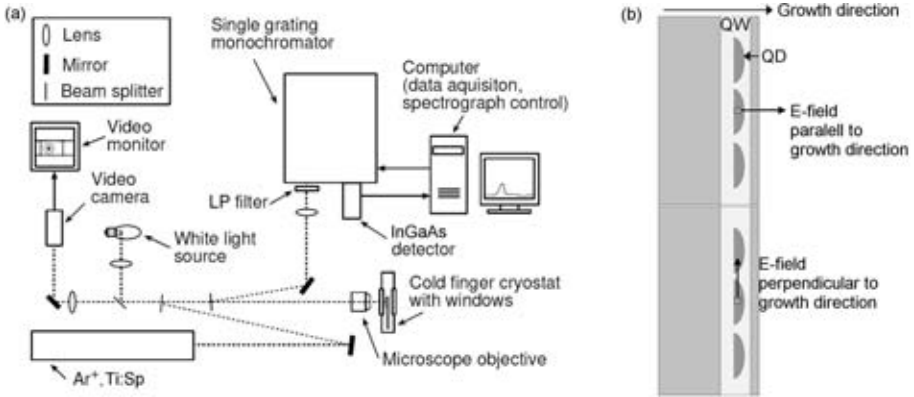 (a)
Lens
Mirror
Beam splitter
Single grating
monochromator
Computer
(data aquisiton,
spectrograph control)
Video
monitor
Video
camera
LP filter
White light
source
InGaAs
detector
Cold finger cryostat
with windows
Microscope objective
Ar+,Ti:Sp
(b)
Growth direction
QW
QD
E-field
paralell to
growth direction
E-field
perpendicular to
growth direction